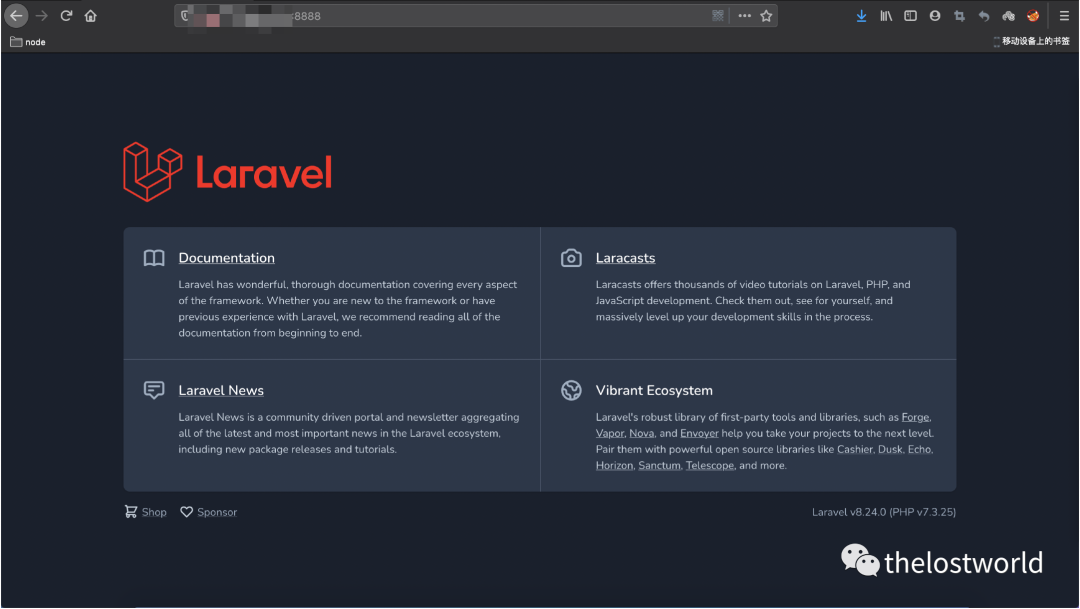 :8888
node
移动设备上的书签
Laravel
Documentation
Laravel has wonderful, thorough documentation covering every aspect
of the framework. Whether you are new to the framework or have
previous experience with Laravel, we recommend reading all of the
documentation from beginning to end.
Laracasts
Laracasts offers thousands of video tutorials on Laravel, PHP, and
JavaScript development. Check them out, see for yourself, and
massively level up your development skills in the process.
Laravel News
Laravel News is a community driven portal and newsletter aggregating
all of the latest and most important news in the Laravel ecosystem,
including new package releases and tutorials.
Vibrant Ecosystem
Laravel's robust library of first-party tools and libraries, such as Forge,
Vapor, Nova, and Envoyer help you take your projects to the next level.
Pair them with powerful open source libraries like Cashier, Dusk, Echo,
Horizon, Sanctum, Telescope, and more.
Shop
Sponsor
Laravel v8.24.0 (PHP v7.3.25)
thelostworld